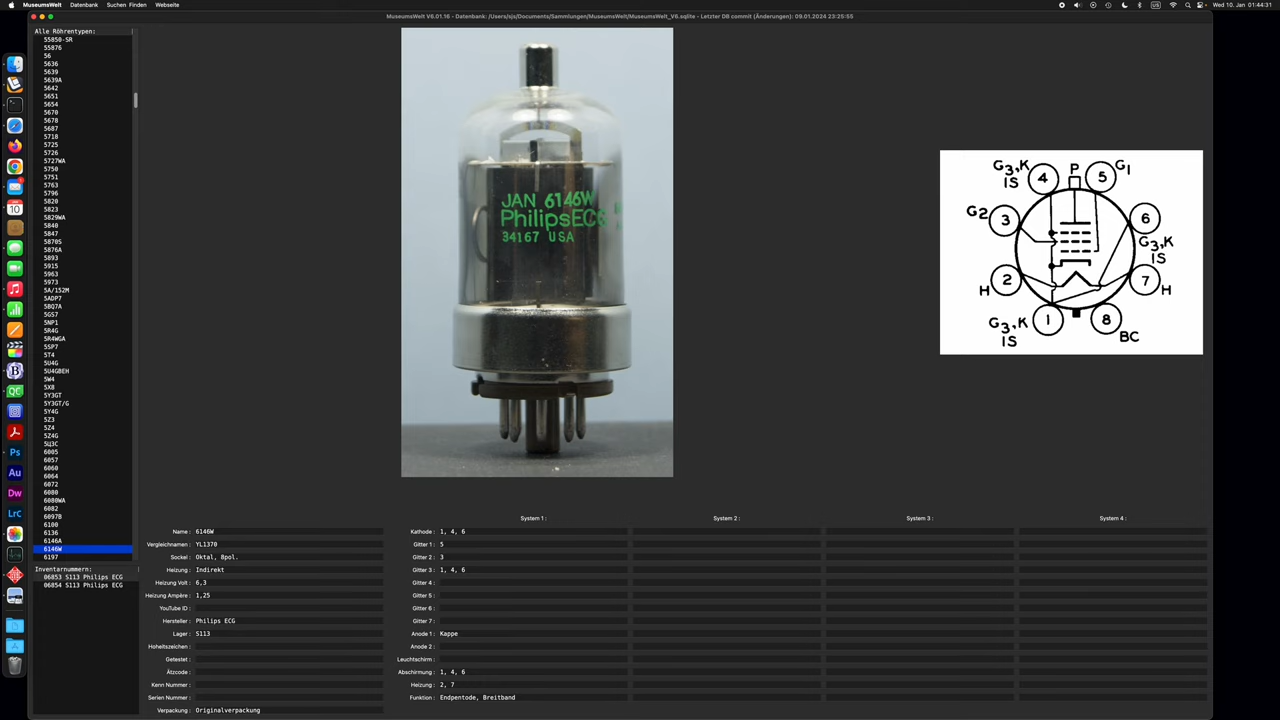 MuseumsWelt Datenbank Suchen Finden Webseite
Wed 10. Jan 01:44:31
MuseumsWelt V6.01.16 - Datenbank: /Users/sjs/Documents/Sammlungen/MuseumsWelt/MuseumsWelt_V6.sqlite - Letzter DB commit (Änderungen): 09.01.2024 23:25:55
Alle Röhrentypen:
55850-SR
55876
56
5636
5639
5639A
5642
5651
5654
5670
5678
5687
5718
5725
5726
5727WA
5750
5751
5763
5796
5820
5823
5829WA
5840
5847
5870S
5876A
5893
5915
5963
5973
5A/152M
5ADP7
5BQ7A
5GS7
5NP1
5R4G
5R4WGA
5SP7
5T4
5U4G
5U4GBEH
5W4
5X8
5Y3GT
5Y3GT/G
5Y4G
5Z3
5Z4
5Z4G
5Ц3С
6005
6057
6060
6064
6072
6080
6080WA
6082
6097B
6100
6136
6146A
6146W
6197
Inventarnummern:
06853 S113 Philips ECG
06854 S113 Philips ECG
JAN 6146W
PhilipsECG
34167 USA
G3,K
IS
4
P
5
G1
G2
3
6
G3,K
IS
H
2
7
H
G3,K
IS
1
8
BC
System 1 :
System 2 :
System 3 :
System 4 :
Name : 6146W
Vergleichnamen : YL1370
Sockel : Oktal, 8pol.
Heizung : Indirekt
Heizung Volt : 6,3
Heizung Ampère : 1,25
YouTube ID :
Hersteller : Philips ECG
Lager : S113
Hoheitszeichen :
Getestet :
Ätzcode :
Kenn Nummer :
Serien Nummer :
Verpackung : Originalverpackung
Kathode : 1, 4, 6
Gitter 1 : 5
Gitter 2 : 3
Gitter 3 : 1, 4, 6
Gitter 4 :
Gitter 5 :
Gitter 6 :
Gitter 7 :
Anode 1 : Kappe
Anode 2 :
Leuchtschirm :
Abschirmung : 1, 4, 6
Heizung : 2, 7
Funktion : Endpentode, Breitband